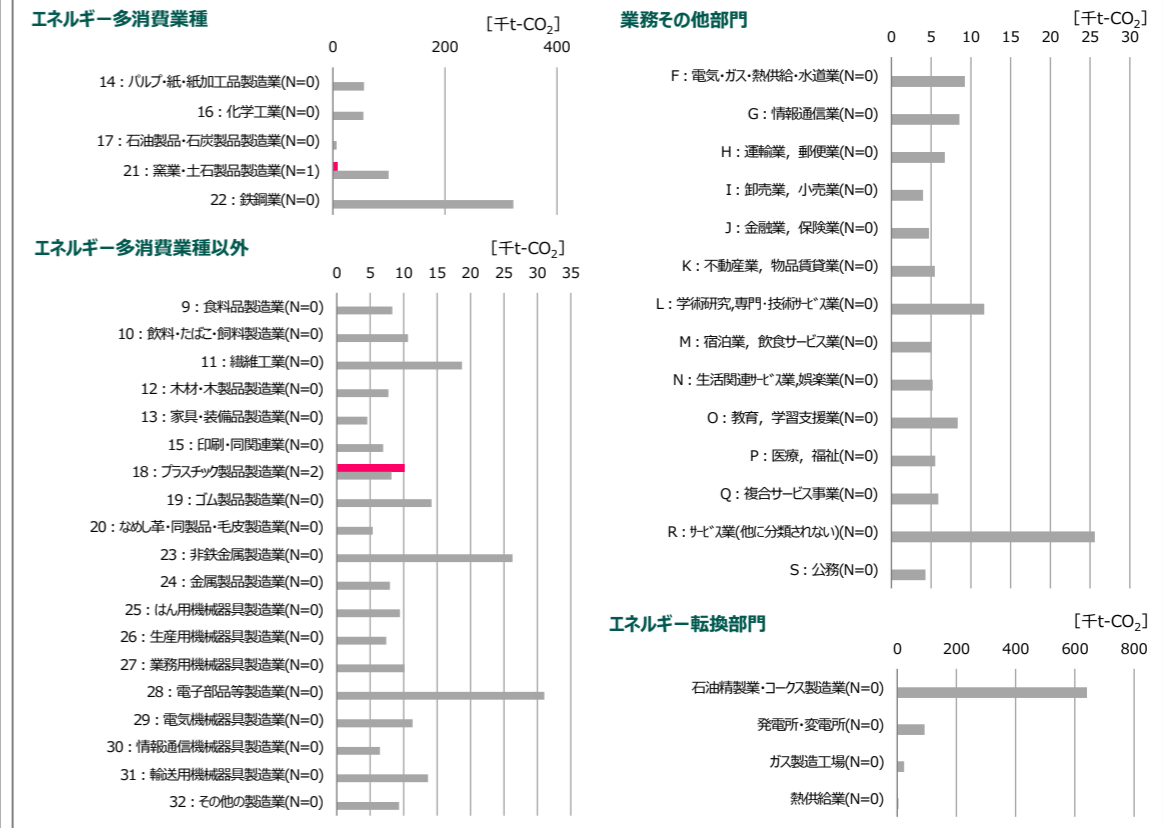 エネルギー多消費業種
[千t-CO2]
0 200 400
14：パルプ・紙・紙加工品製造業(N=0)
16：化学工業(N=0)
17：石油製品・石炭製品製造業(N=0)
21：窯業・土石製品製造業(N=1)
22：鉄鋼業(N=0)
エネルギー多消費業種以外
[千t-CO2]
0 5 10 15 20 25 30 35
9：食料品製造業(N=0)
10：飲料・たばこ・飼料製造業(N=0)
11：繊維工業(N=0)
12：木材・木製品製造業(N=0)
13：家具・装備品製造業(N=0)
15：印刷・同関連業(N=0)
18：プラスチック製品製造業(N=2)
19：ゴム製品製造業(N=0)
20：なめし革・同製品・毛皮製造業(N=0)
23：非鉄金属製造業(N=0)
24：金属製品製造業(N=0)
25：はん用機械器具製造業(N=0)
26：生産用機械器具製造業(N=0)
27：業務用機械器具製造業(N=0)
28：電子部品等製造業(N=0)
29：電気機械器具製造業(N=0)
30：情報通信機械器具製造業(N=0)
31：輸送用機械器具製造業(N=0)
32：その他の製造業(N=0)
業務その他部門
[千t-CO2]
0 5 10 15 20 25 30
F：電気・ガス・熱供給・水道業(N=0)
G：情報通信業(N=0)
H：運輸業，郵便業(N=0)
I：卸売業，小売業(N=0)
J：金融業，保険業(N=0)
K：不動産業，物品賃貸業(N=0)
L：学術研究,専門・技術サービス業(N=0)
M：宿泊業，飲食サービス業(N=0)
N：生活関連サービス業,娯楽業(N=0)
O：教育，学習支援業(N=0)
P：医療，福祉(N=0)
Q：複合サービス事業(N=0)
R：サービス業(他に分類されない)(N=0)
S：公務(N=0)
エネルギー転換部門
[千t-CO2]
0 200 400 600 800
石油精製業・コークス製造業(N=0)
発電所・変電所(N=0)
ガス製造工場(N=0)
熱供給業(N=0)